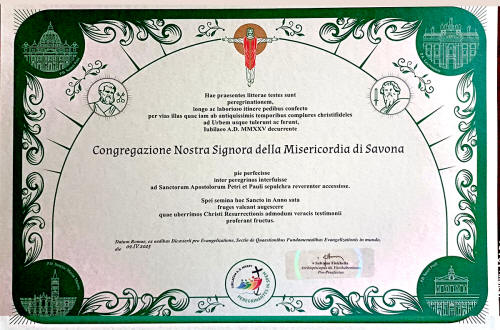 Hae praesentes litterae testes sunt
peregrinationem,
longo ac laborioso itinere pedibus confecto
per vias illas quae iam ab antiquissimis temporibus complures christifideles
ad Urbem usque tulerunt ac ferunt,
Iubilaeo A.D. MMXXV decurrente
Congregazione Nostra Signora della Misericordia di Savona
pie perfecisse
inter peregrinos interfuisse
ad Sanctorum Apostolorum Petri et Pauli sepulchra reverenter accessisse.
Spei semina hoc Sancto in Anno sata
fruges valeant augescere
quae uberrimos Christi Resurrectionis admodum veracis testimonii
proferant fructus.
Datum Romae, ex aedibus Dicasterii pro Evangelizatione, Sectio de Quaestionibus Fundamentalibus Evangelizationis in mundo,
die 09.IV.2025
Pro-Praefectus